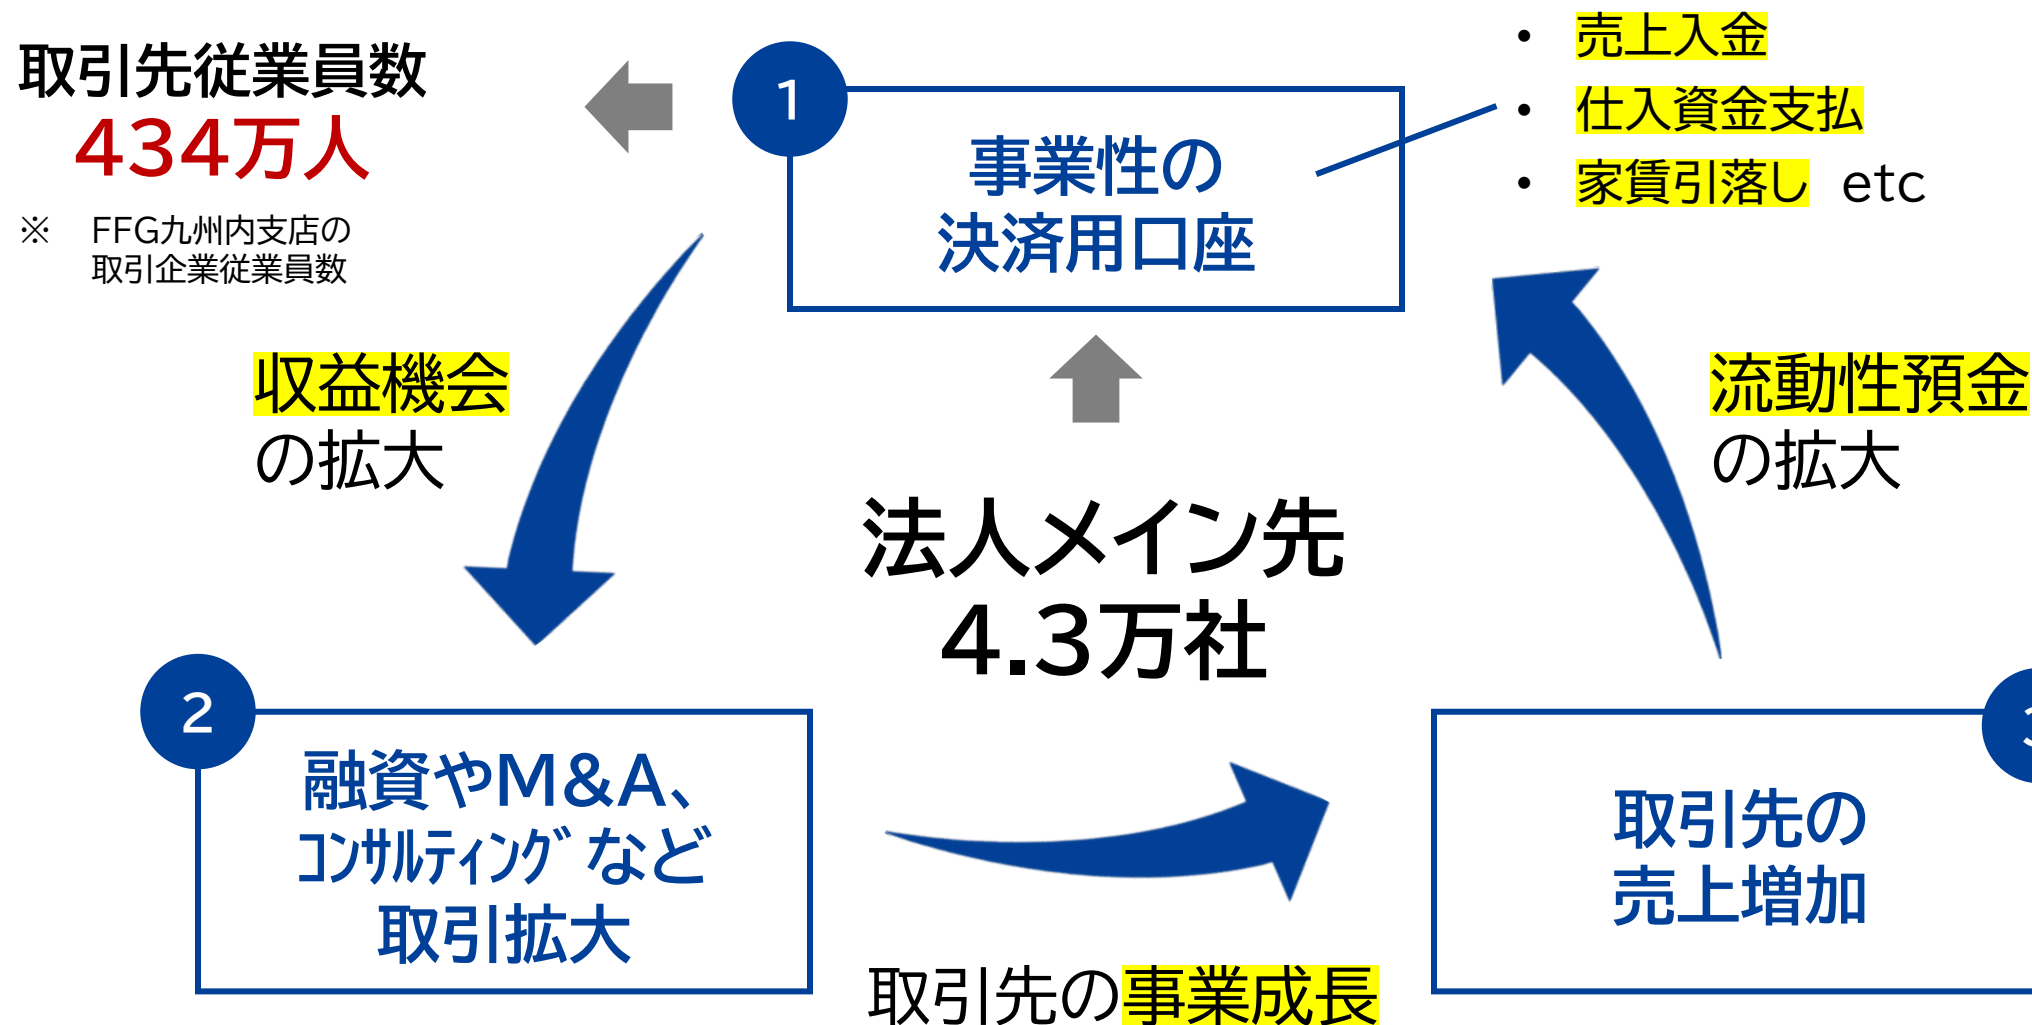 取引先従業員数
434万人
※ FFG九州内支店の
取引企業従業員数
1
事業性の
決済用口座
• 売上入金
• 仕入資金支払
• 家賃引落し etc
収益機会
の拡大
流動性預金
の拡大
法人メイン先
4.3万社
2
融資やM&A、
ｺﾝｻﾙﾃｨﾝｸﾞなど
取引拡大
取引先の
売上増加
取引先の事業成長